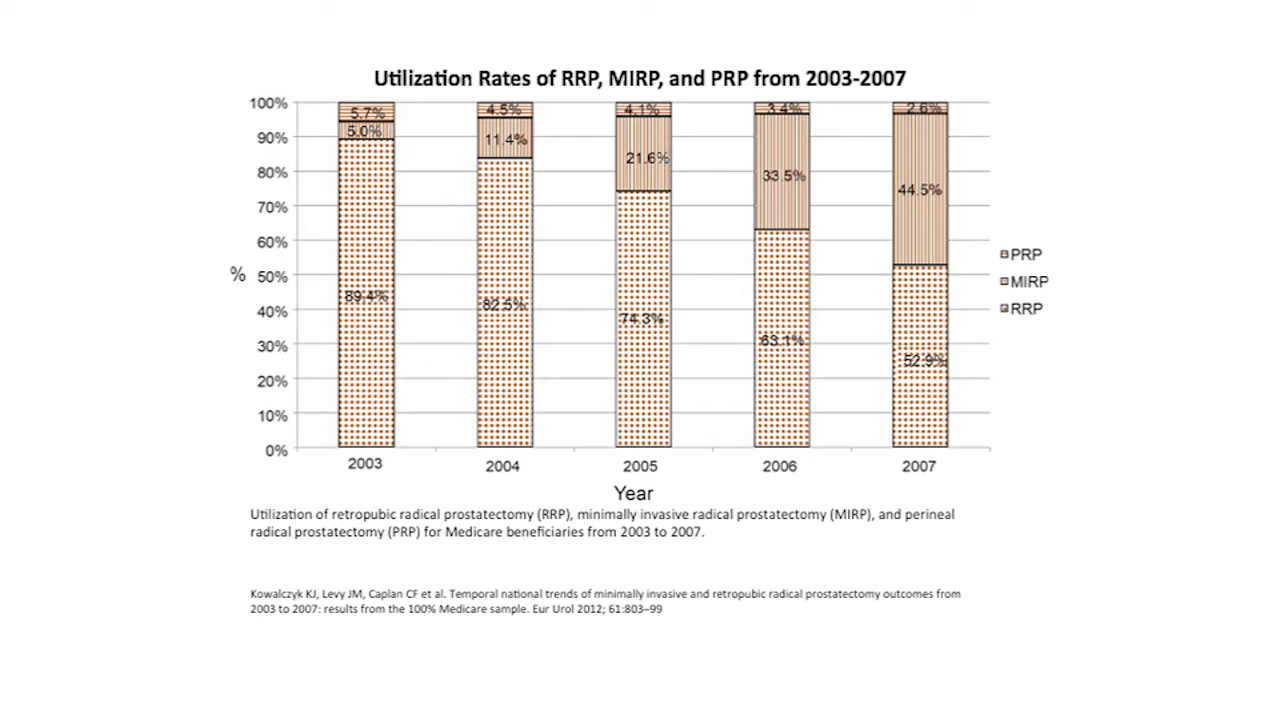 Utilization Rates of RRP, MIRP, and PRP from 2003-2007
100%
90%
80%
70%
60%
50%
40%
30%
20%
10%
0%
%
5.7%
5.0%
89.4%
4.5%
11.4%
82.5%
4.1%
21.6%
74.3%
3.4%
33.5%
63.1%
2.6%
44.5%
52.9%
PRP
MIRP
RRP
2003 2004 2005 2006 2007
Year
Utilization of retropubic radical prostatectomy (RRP), minimally invasive radical prostatectomy (MIRP), and perineal
radical prostatectomy (PRP) for Medicare beneficiaries from 2003 to 2007.
Kowalczyk KJ, Levy JM, Caplan CF et al. Temporal national trends of minimally invasive and retropubic radical prostatectomy outcomes from
2003 to 2007: results from the 100% Medicare sample. Eur Urol 2012; 61:803–99